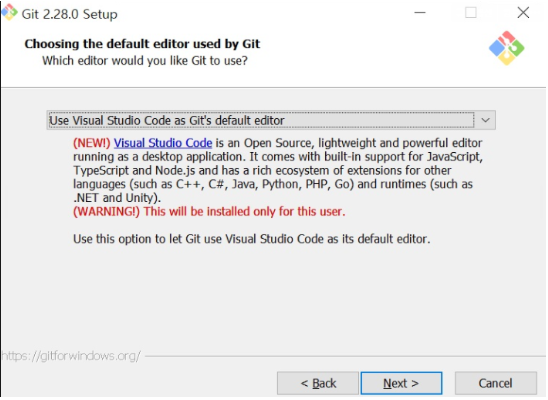 Git 2.28.0 Setup
Choosing the default editor used by Git
Which editor would you like Git to use?
Use Visual Studio Code as Git's default editor
(NEW!) Visual Studio Code is an Open Source, lightweight and powerful editor
running as a desktop application. It comes with built-in support for JavaScript,
TypeScript and Node.js and has a rich ecosystem of extensions for other
languages (such as C++, C#, Java, Python, PHP, Go) and runtimes (such as
.NET and Unity).
(WARNING!) This will be installed only for this user.
Use this option to let Git use Visual Studio Code as its default editor.
https://gitforwindows.org/
< Back
Next >
Cancel